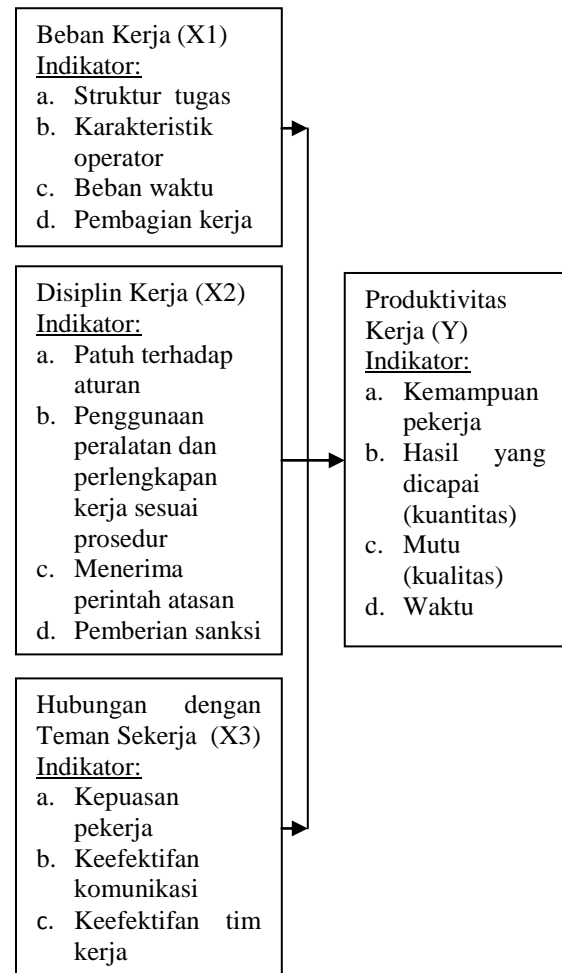 Beban Kerja (X1)
Indikator:
a. Struktur tugas
b. Karakteristik
operator
c. Beban waktu
d. Pembagian kerja
Disiplin Kerja (X2)
Indikator:
a. Patuh terhadap
aturan
b. Penggunaan
peralatan dan
perlengkapan
kerja sesuai
prosedur
c. Menerima
perintah atasan
d. Pemberian sanksi
Produktivitas
Kerja (Y)
Indikator:
a. Kemampuan
pekerja
b. Hasil yang
dicapai
(kuantitas)
c. Mutu
(kualitas)
d. Waktu
Hubungan dengan
Teman Sekerja (X3)
Indikator:
a. Kepuasan
pekerja
b. Keefektifan
komunikasi
c. Keefektifan tim
kerja